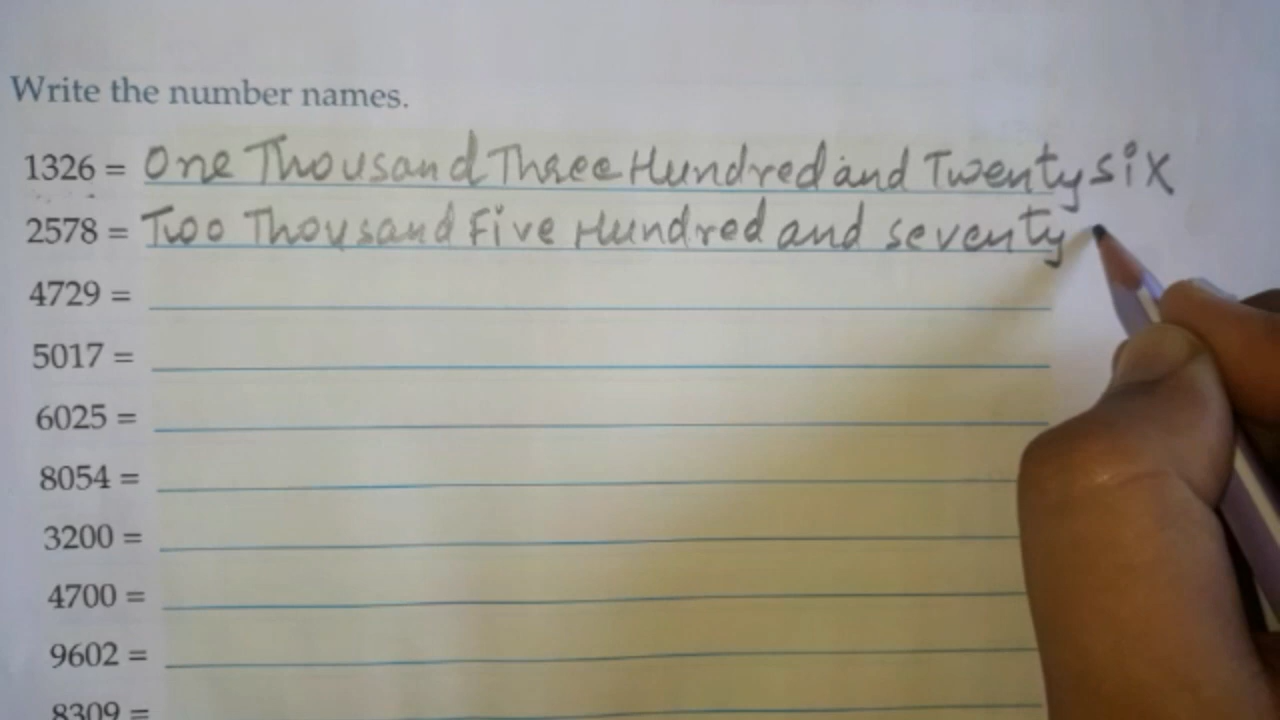 Write the number names.
1326 = One Thousand Three Hundred and Twenty six
2578 = Two Thousand Five Hundred and seventy
4729 =
5017 =
6025 =
8054 =
3200 =
4700 =
9602 =
8309 =